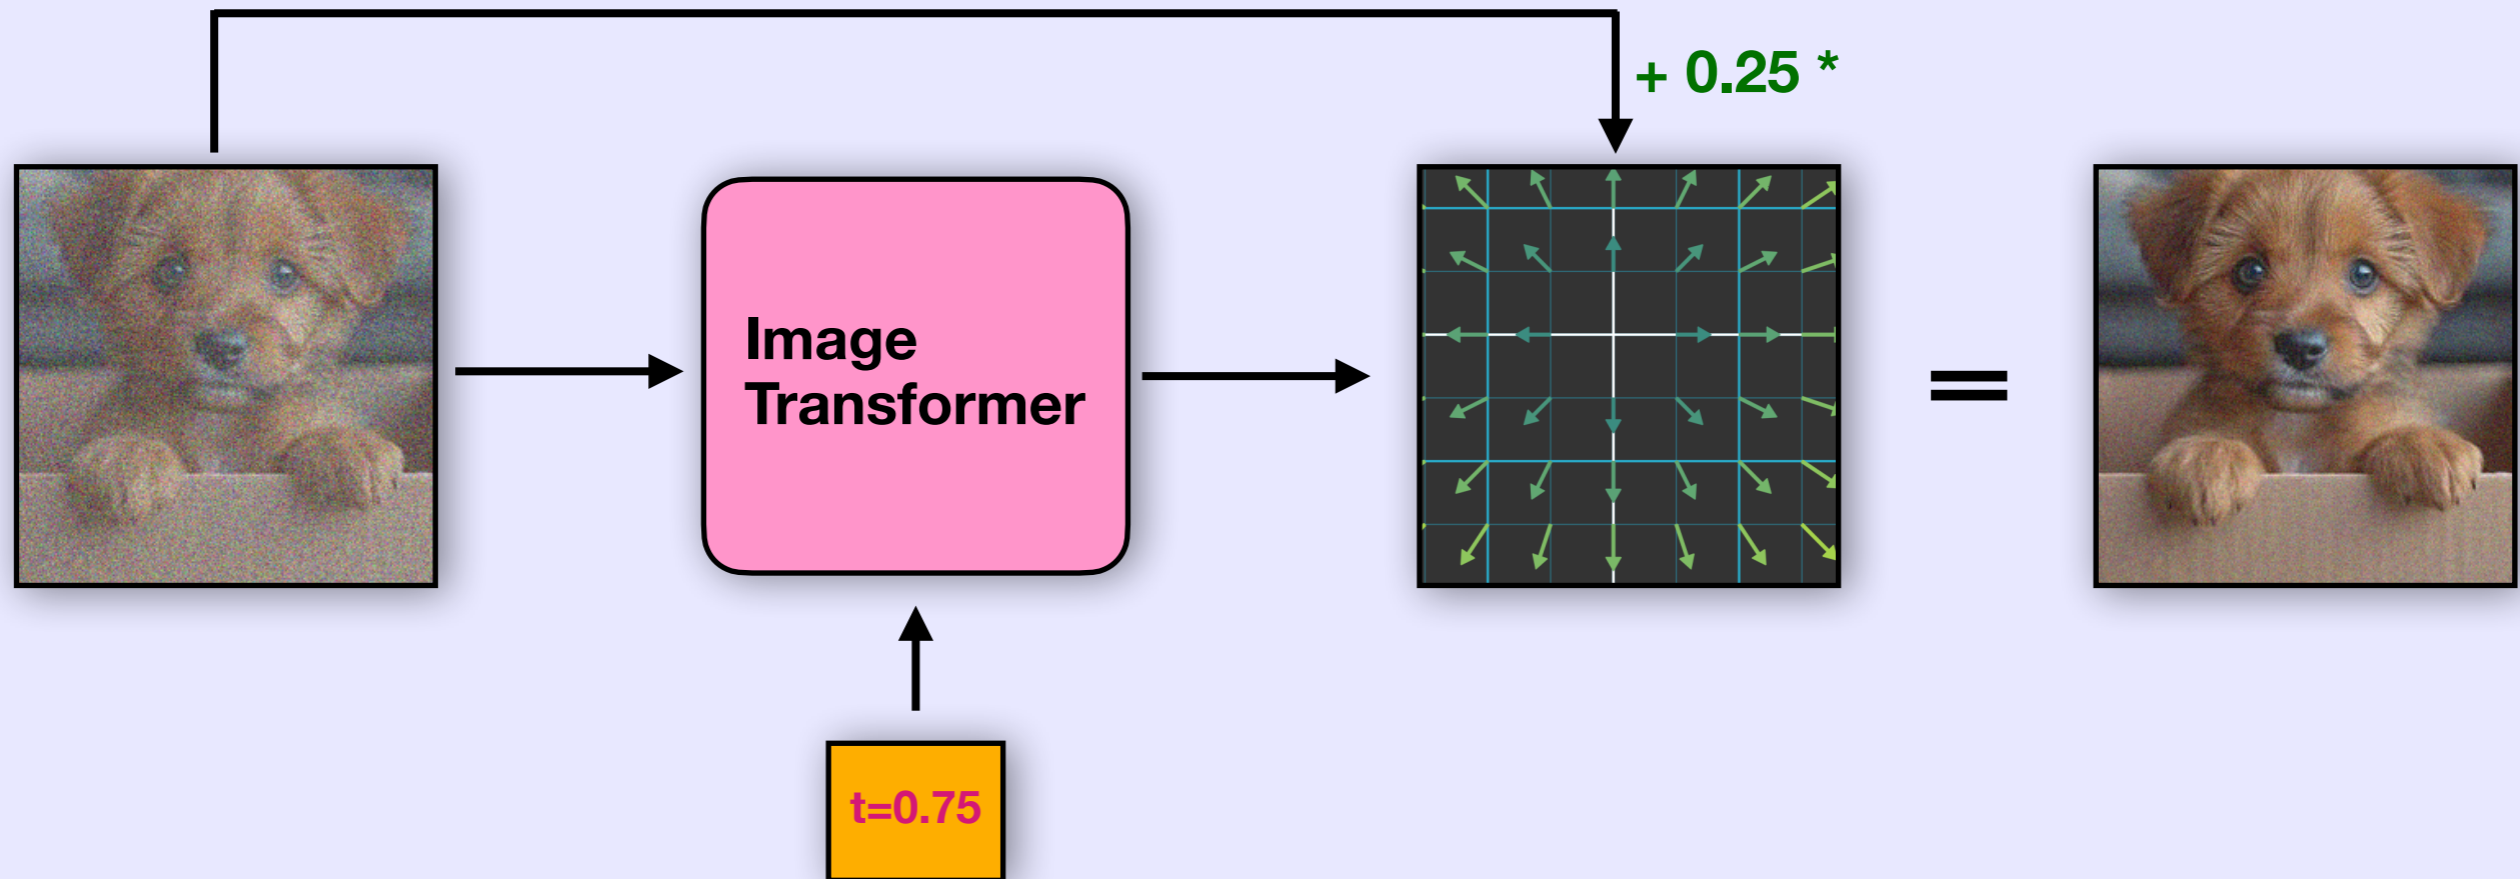 + 0.25 *
Image
Transformer
=
t=0.75